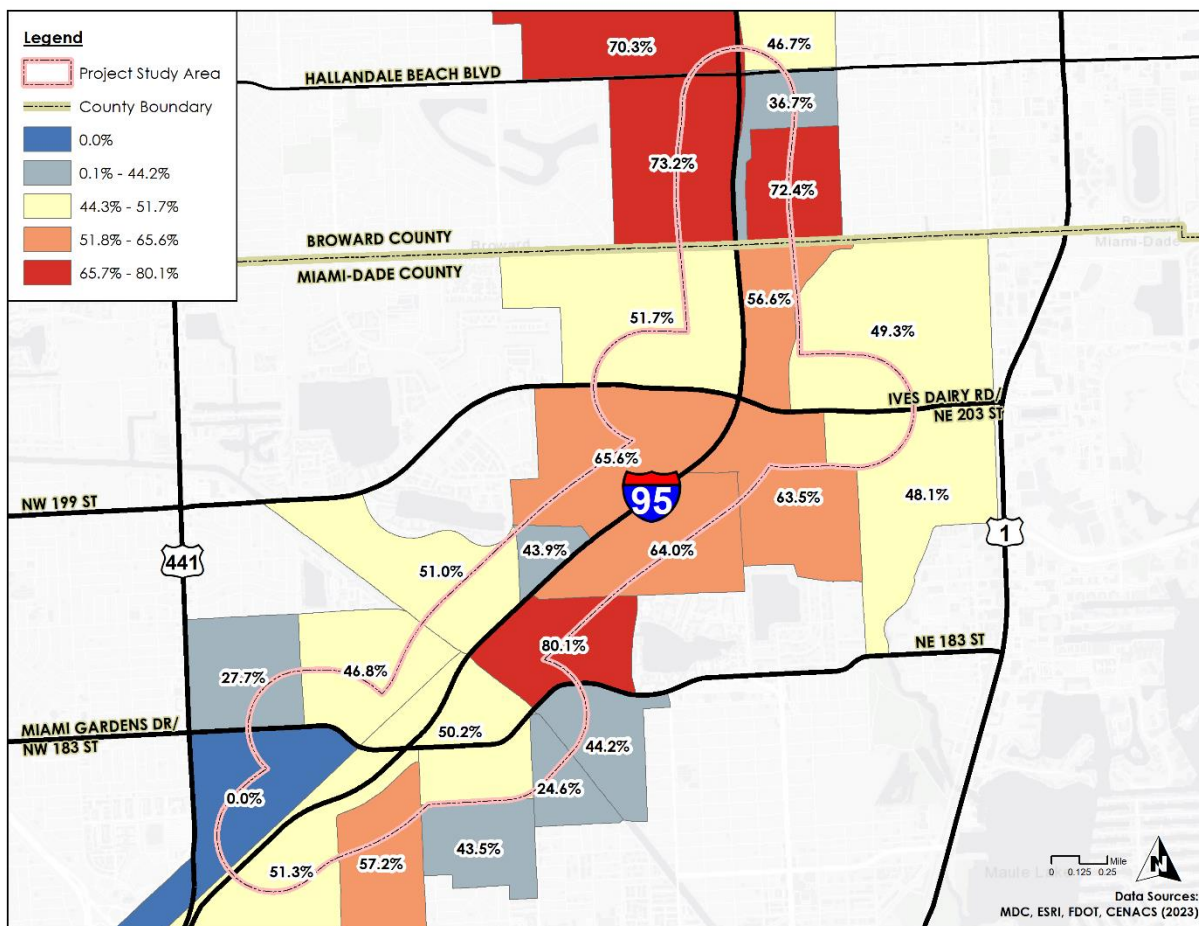 Legend
Project Study Area
County Boundary
0.0%
0.1% - 44.2%
44.3% - 51.7%
51.8% - 65.6%
65.7% - 80.1%
70.3%
46.7%
HALLANDALE BEACH BLVD
36.7%
73.2%
72.4%
BROWARD COUNTY
MIAMI-DADE COUNTY
Broward
Broward
Miami-Dade
56.6%
51.7%
49.3%
IVES DAIRY RD/
NE 203 ST
65.6%
95
63.5%
48.1%
NW 199 ST
441
1
43.9%
64.0%
51.0%
80.1%
NE 183 ST
27.7%
46.8%
MIAMI GARDENS DR/
NW 183 ST
50.2%
44.2%
24.6%
0.0%
43.5%
51.3%
57.2%
Mile
0 0.125 0.25
N
Maule Lake
Data Sources:
MDC, ESRI, FDOT, CENACS (2023)